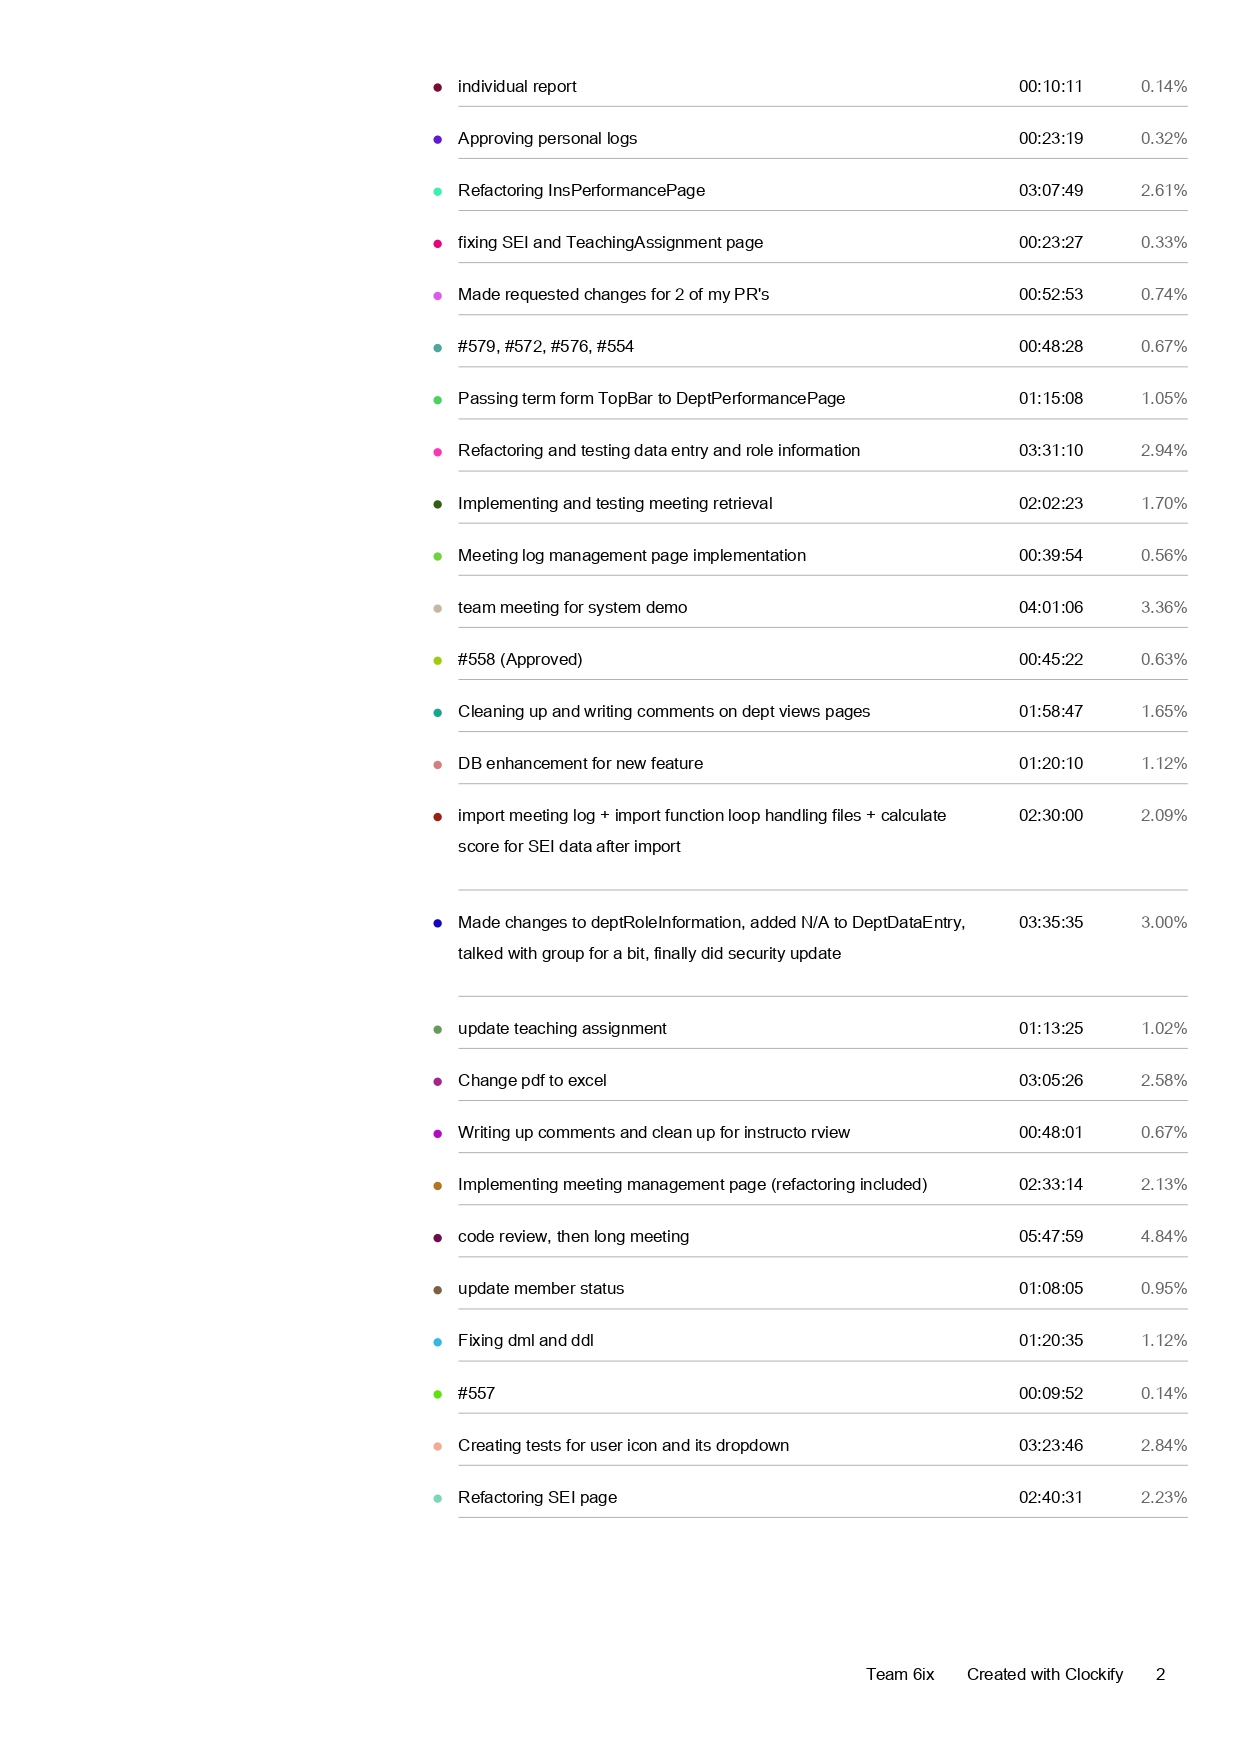 individual report 00:10:11 0.14%
Approving personal logs 00:23:19 0.32%
Refactoring InsPerformancePage 03:07:49 2.61%
fixing SEI and TeachingAssignment page 00:23:27 0.33%
Made requested changes for 2 of my PR's 00:52:53 0.74%
#579, #572, #576, #554 00:48:28 0.67%
Passing term form TopBar to DeptPerformancePage 01:15:08 1.05%
Refactoring and testing data entry and role information 03:31:10 2.94%
Implementing and testing meeting retrieval 02:02:23 1.70%
Meeting log management page implementation 00:39:54 0.56%
team meeting for system demo 04:01:06 3.36%
#558 (Approved) 00:45:22 0.63%
Cleaning up and writing comments on dept views pages 01:58:47 1.65%
DB enhancement for new feature 01:20:10 1.12%
import meeting log + import function loop handling files + calculate 02:30:00 2.09%
score for SEI data after import
Made changes to deptRoleInformation, added N/A to DeptDataEntry, 03:35:35 3.00%
talked with group for a bit, finally did security update
update teaching assignment 01:13:25 1.02%
Change pdf to excel 03:05:26 2.58%
Writing up comments and clean up for instructo rview 00:48:01 0.67%
Implementing meeting management page (refactoring included) 02:33:14 2.13%
code review, then long meeting 05:47:59 4.84%
update member status 01:08:05 0.95%
Fixing dml and ddl 01:20:35 1.12%
#557 00:09:52 0.14%
Creating tests for user icon and its dropdown 03:23:46 2.84%
Refactoring SEI page 02:40:31 2.23%
Team 6ix Created with Clockify 2